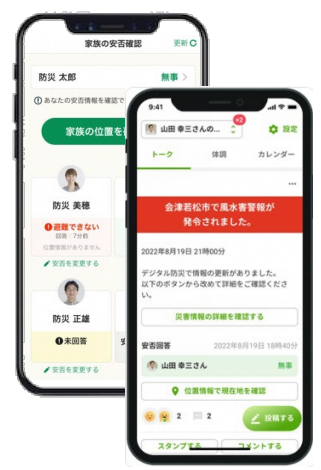 家族の安否確認
更新
防災 太郎
無事
あなたの安否情報を確認で
家族の位置を
防災 美穂
避難できない
回答：7分前
位置情報がありません
安否を変更する
防災 正雄
未回答
安否を変更する
9:41
+2
山田 幸三さんの...
設定
トーク
体調
カレンダー
会津若松市で風水害警報が
発令されました。
2022年8月19日 21時00分
デジタル防災で情報の更新がありました。
以下のボタンから改めて詳細をご確認くださ
い。
災害情報の詳細を確認する
安否回答
2022年8月19日 18時40分
山田 幸三さん
無事
位置情報で現在地を確認
2
2
投稿する
スタンプする
コメントする